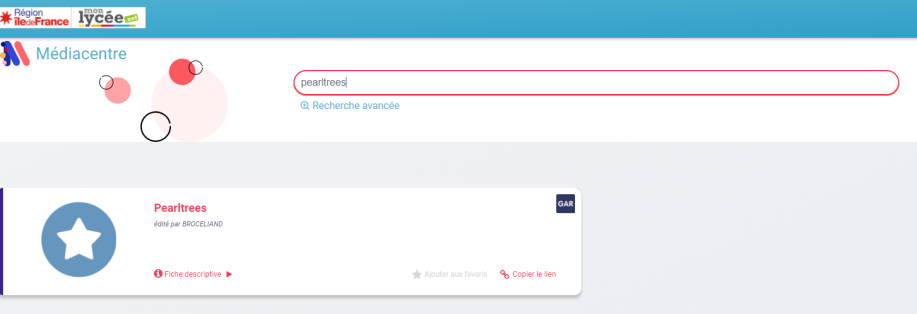 Région
îledeFrance
mon
lycée.net
Médiacentre
pearltrees
Recherche avancée
Pearltrees
GAR
édité par BROCELIAND
Fiche descriptive
Ajouter aux favoris
Copier le lien